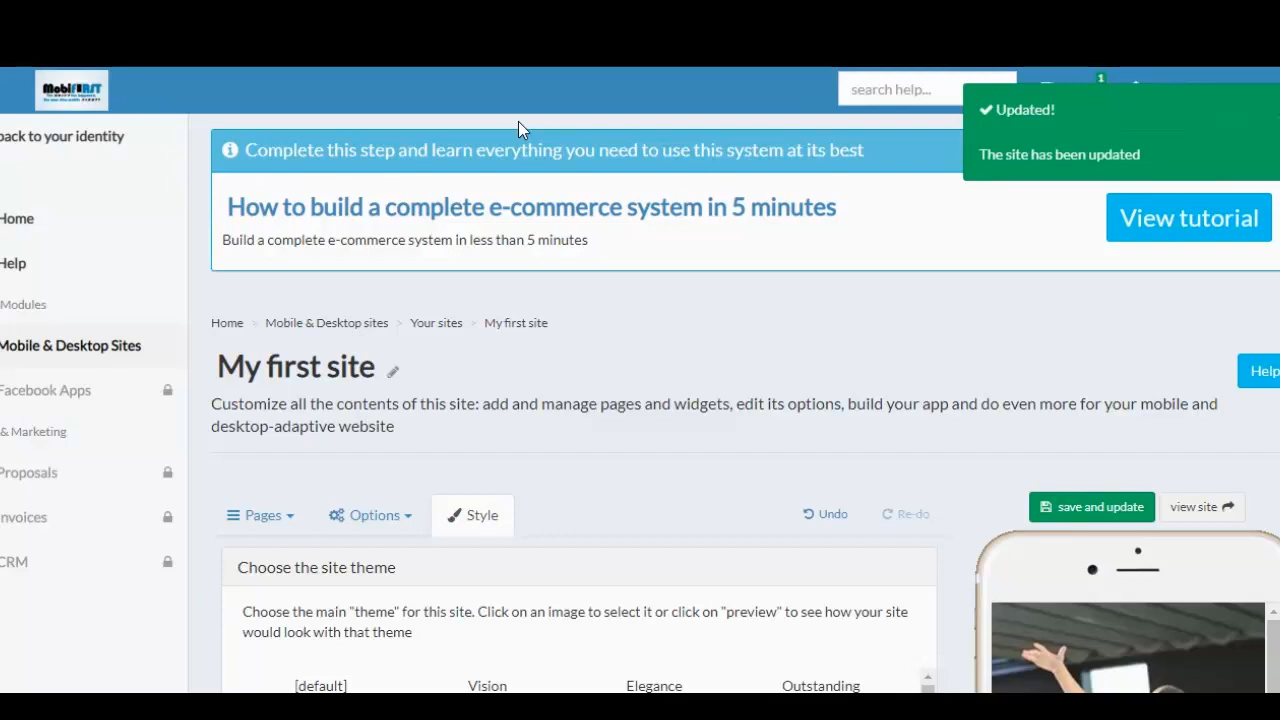 MobiFIRST
search help...
1
Updated!
The site has been updated
back to your identity
Complete this step and learn everything you need to use this system at its best
How to build a complete e-commerce system in 5 minutes
Build a complete e-commerce system in less than 5 minutes
View tutorial
Home
Help
Modules
Mobile & Desktop Sites
Facebook Apps
& Marketing
Proposals
Invoices
CRM
Home > Mobile & Desktop sites > Your sites > My first site
My first site
Help
Customize all the contents of this site: add and manage pages and widgets, edit its options, build your app and do even more for your mobile and
desktop-adaptive website
Pages Options Style Undo Re-do
save and update view site
Choose the site theme
Choose the main "theme" for this site. Click on an image to select it or click on "preview" to see how your site
would look with that theme
[default] Vision Elegance Outstanding